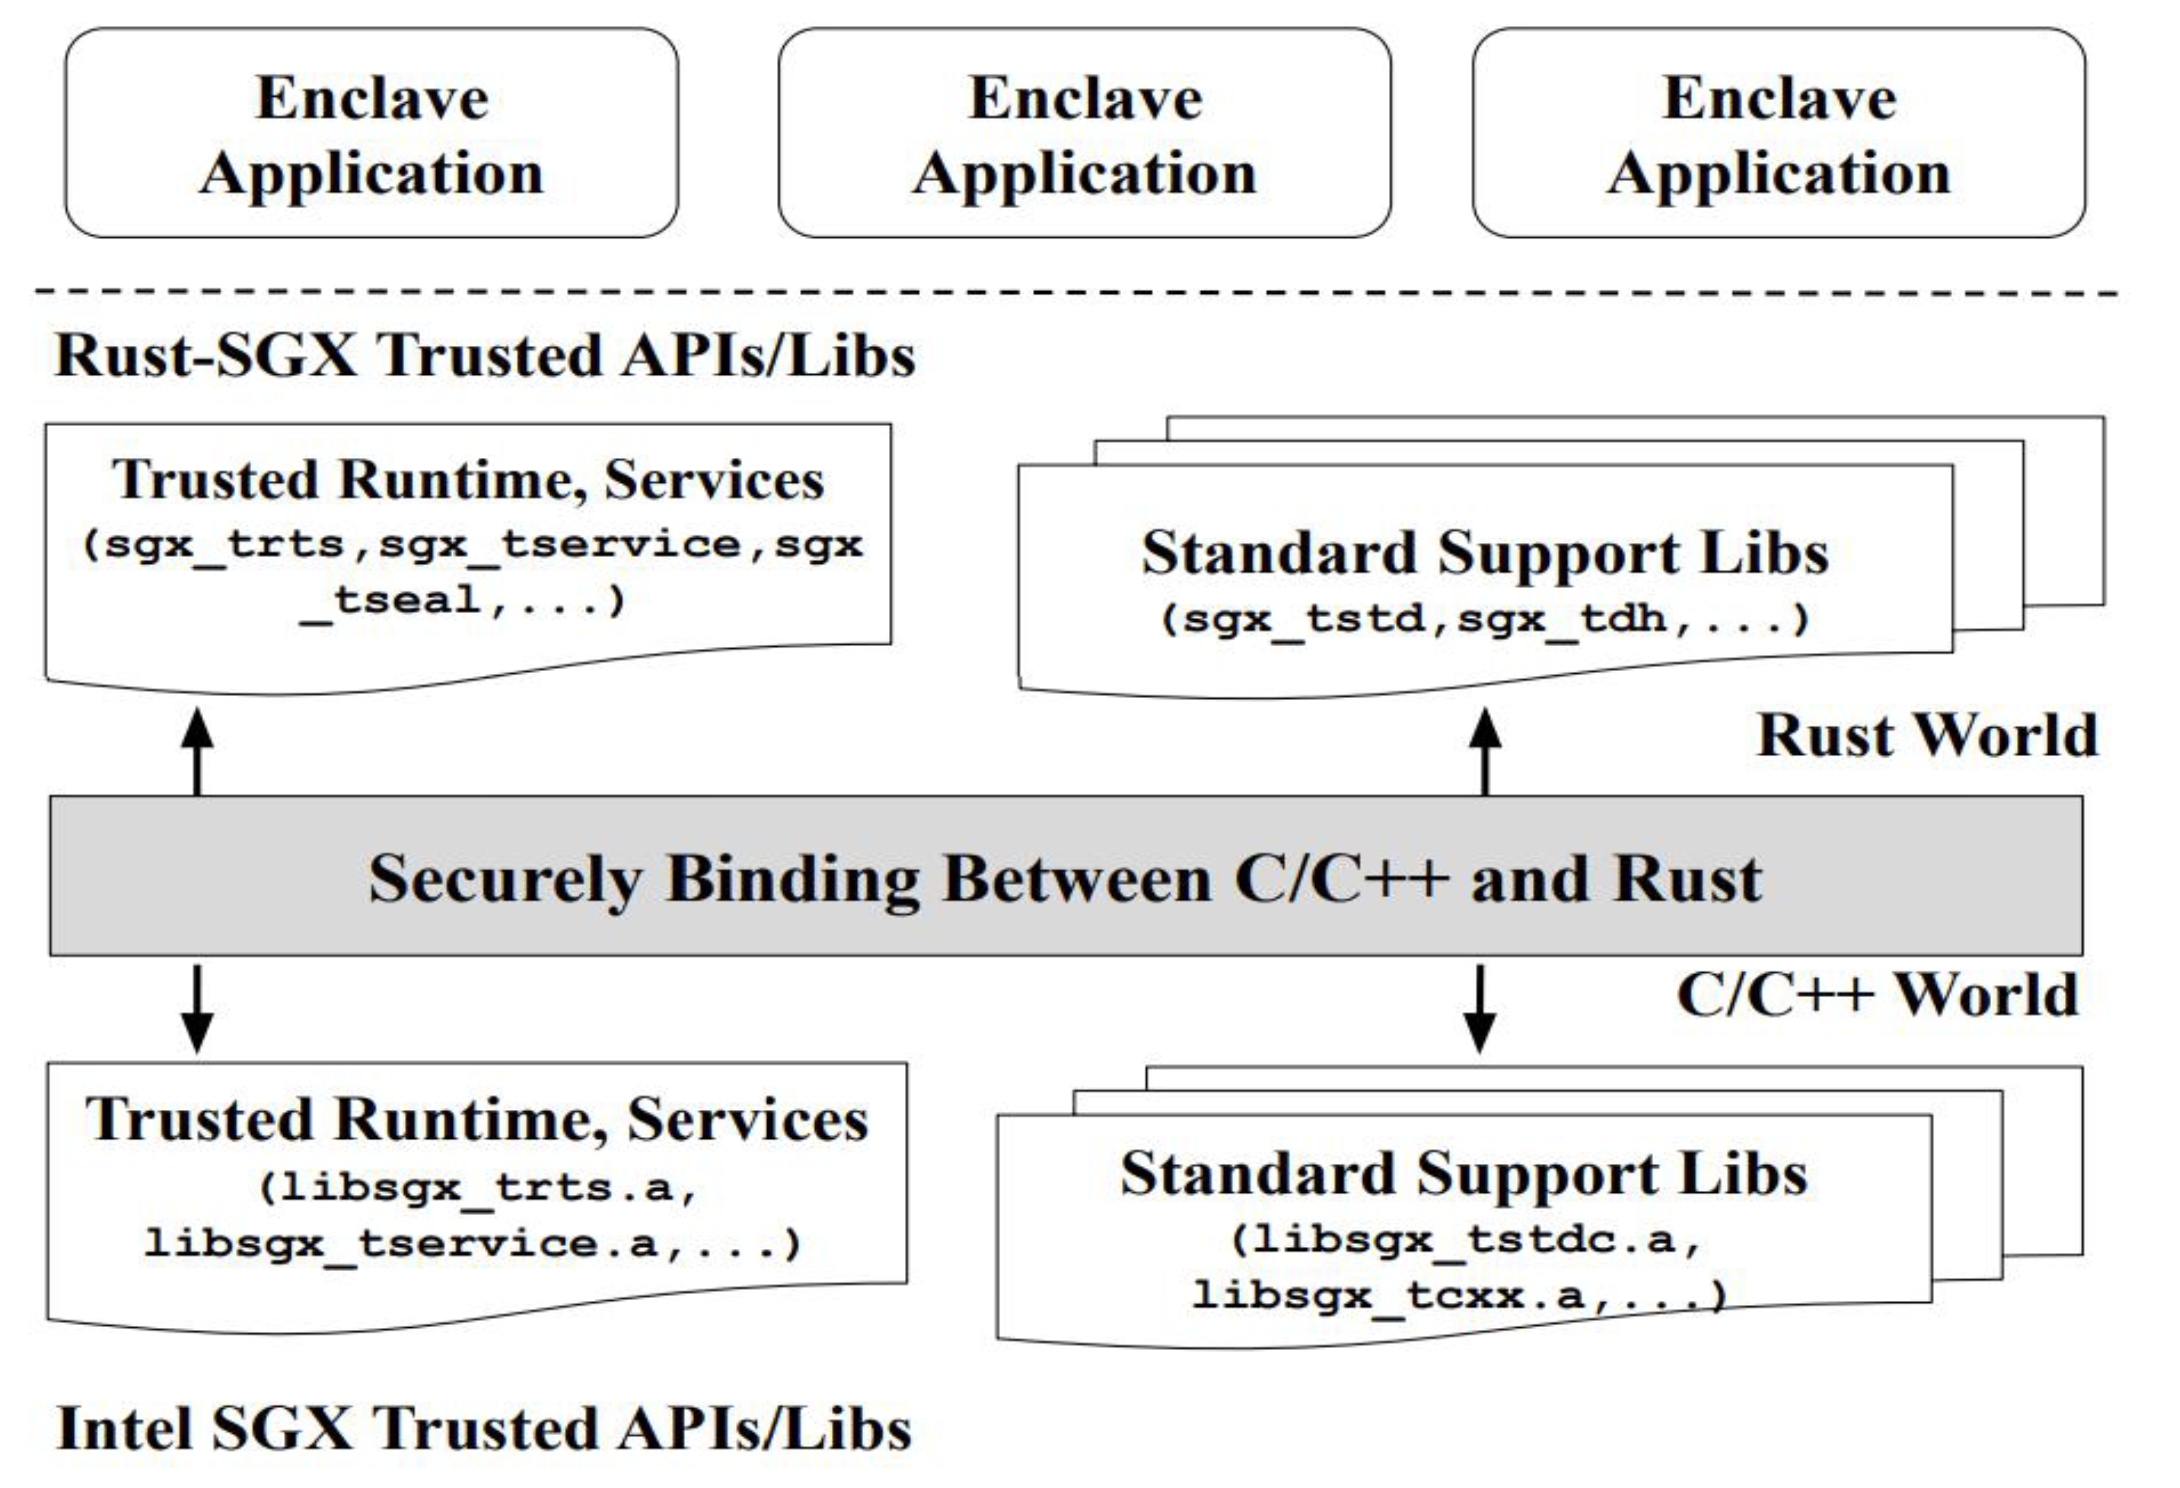 Enclave
Application
Enclave
Application
Enclave
Application
Rust-SGX Trusted APIs/Libs
Trusted Runtime, Services
(sgx_trts,sgx_tservice,sgx
_tseal,...)
Standard Support Libs
(sgx_tstd,sgx_tdh,...)
Rust World
Securely Binding Between C/C++ and Rust
C/C++ World
Trusted Runtime, Services
(libsgx_trts.a,
libsgx_tservice.a,...)
Standard Support Libs
(libsgx_tstdc.a,
libsgx_tcxx.a,...)
Intel SGX Trusted APIs/Libs